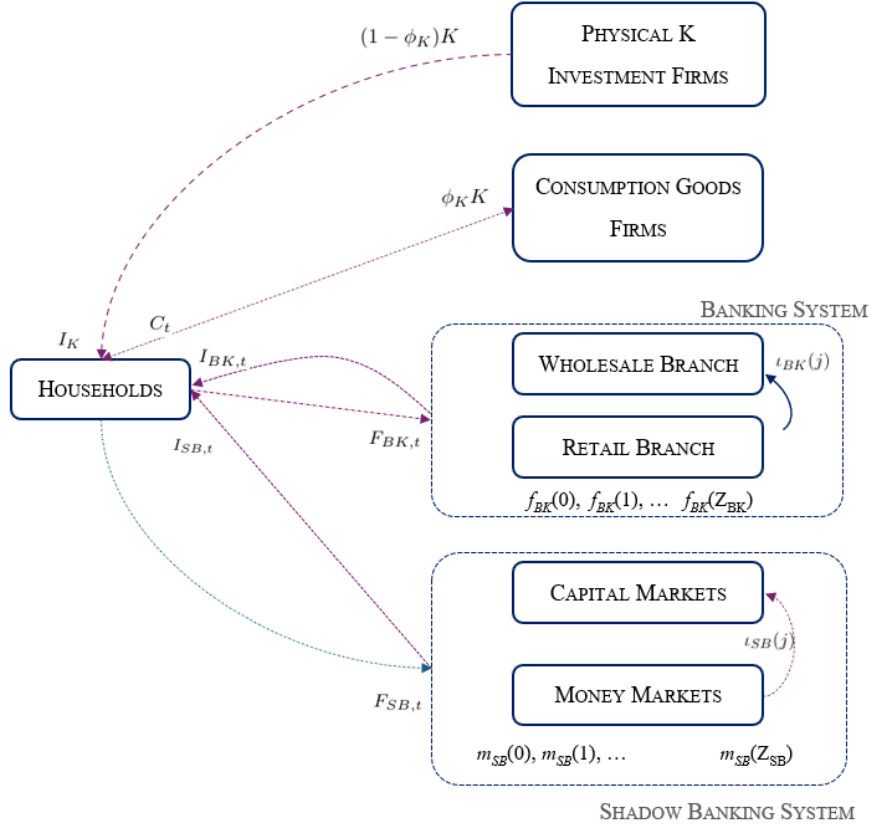 (1 − ϕ_K)K
PHYSICAL K
INVESTMENT FIRMS
ϕ_K K
CONSUMPTION GOODS
FIRMS
C_t
I_K
BANKING SYSTEM
HOUSEHOLDS
I_{BK,t}
WHOLESALE BRANCH
ι_{BK}(j)
F_{BK,t}
I_{SB,t}
RETAIL BRANCH
f_{BK}(0), f_{BK}(1), … f_{BK}(Z_{BK})
CAPITAL MARKETS
ι_{SB}(j)
F_{SB,t}
MONEY MARKETS
m_{SB}(0), m_{SB}(1), … m_{SB}(Z_{SB})
SHADOW BANKING SYSTEM